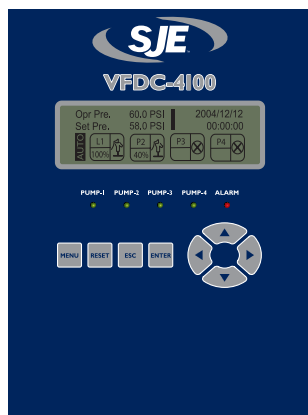 SJE
VFDC-4100
Opr Pre. 60.0 PSI 2004/12/12
Set Pre. 58.0 PSI 00:00:00
AUTO L1 P2 P3 P4
100% 40%
PUMP-1 PUMP-2 PUMP-3 PUMP-4 ALARM
MENU RESET ESC ENTER